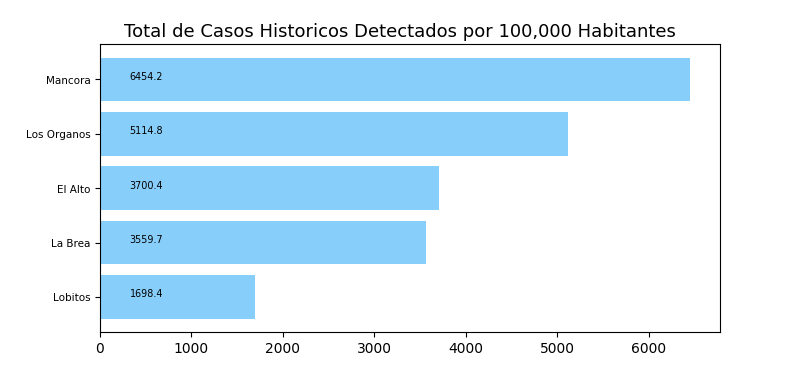 Total de Casos Historicos Detectados por 100,000 Habitantes
Mancora 6454.2
Los Organos 5114.8
El Alto 3700.4
La Brea 3559.7
Lobitos 1698.4
0 1000 2000 3000 4000 5000 6000